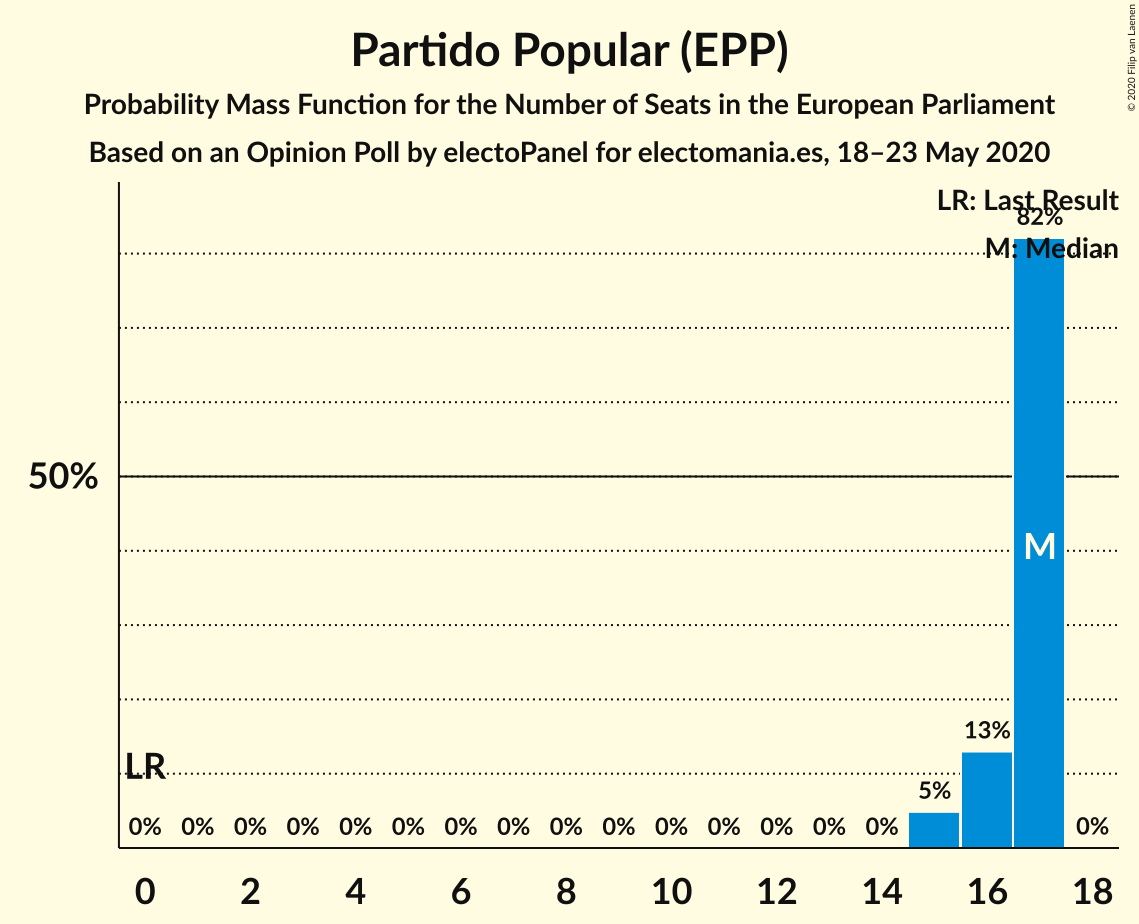 Partido Popular (EPP)
Probability Mass Function for the Number of Seats in the European Parliament
Based on an Opinion Poll by electoPanel for electomania.es, 18–23 May 2020
© 2020 Filip van Laenen
LR: Last Result
82%
M: Median
50%
M
13%
LR
5%
0% 0% 0% 0% 0% 0% 0% 0% 0% 0% 0% 0% 0% 0% 0% 0%
0 2 4 6 8 10 12 14 16 18